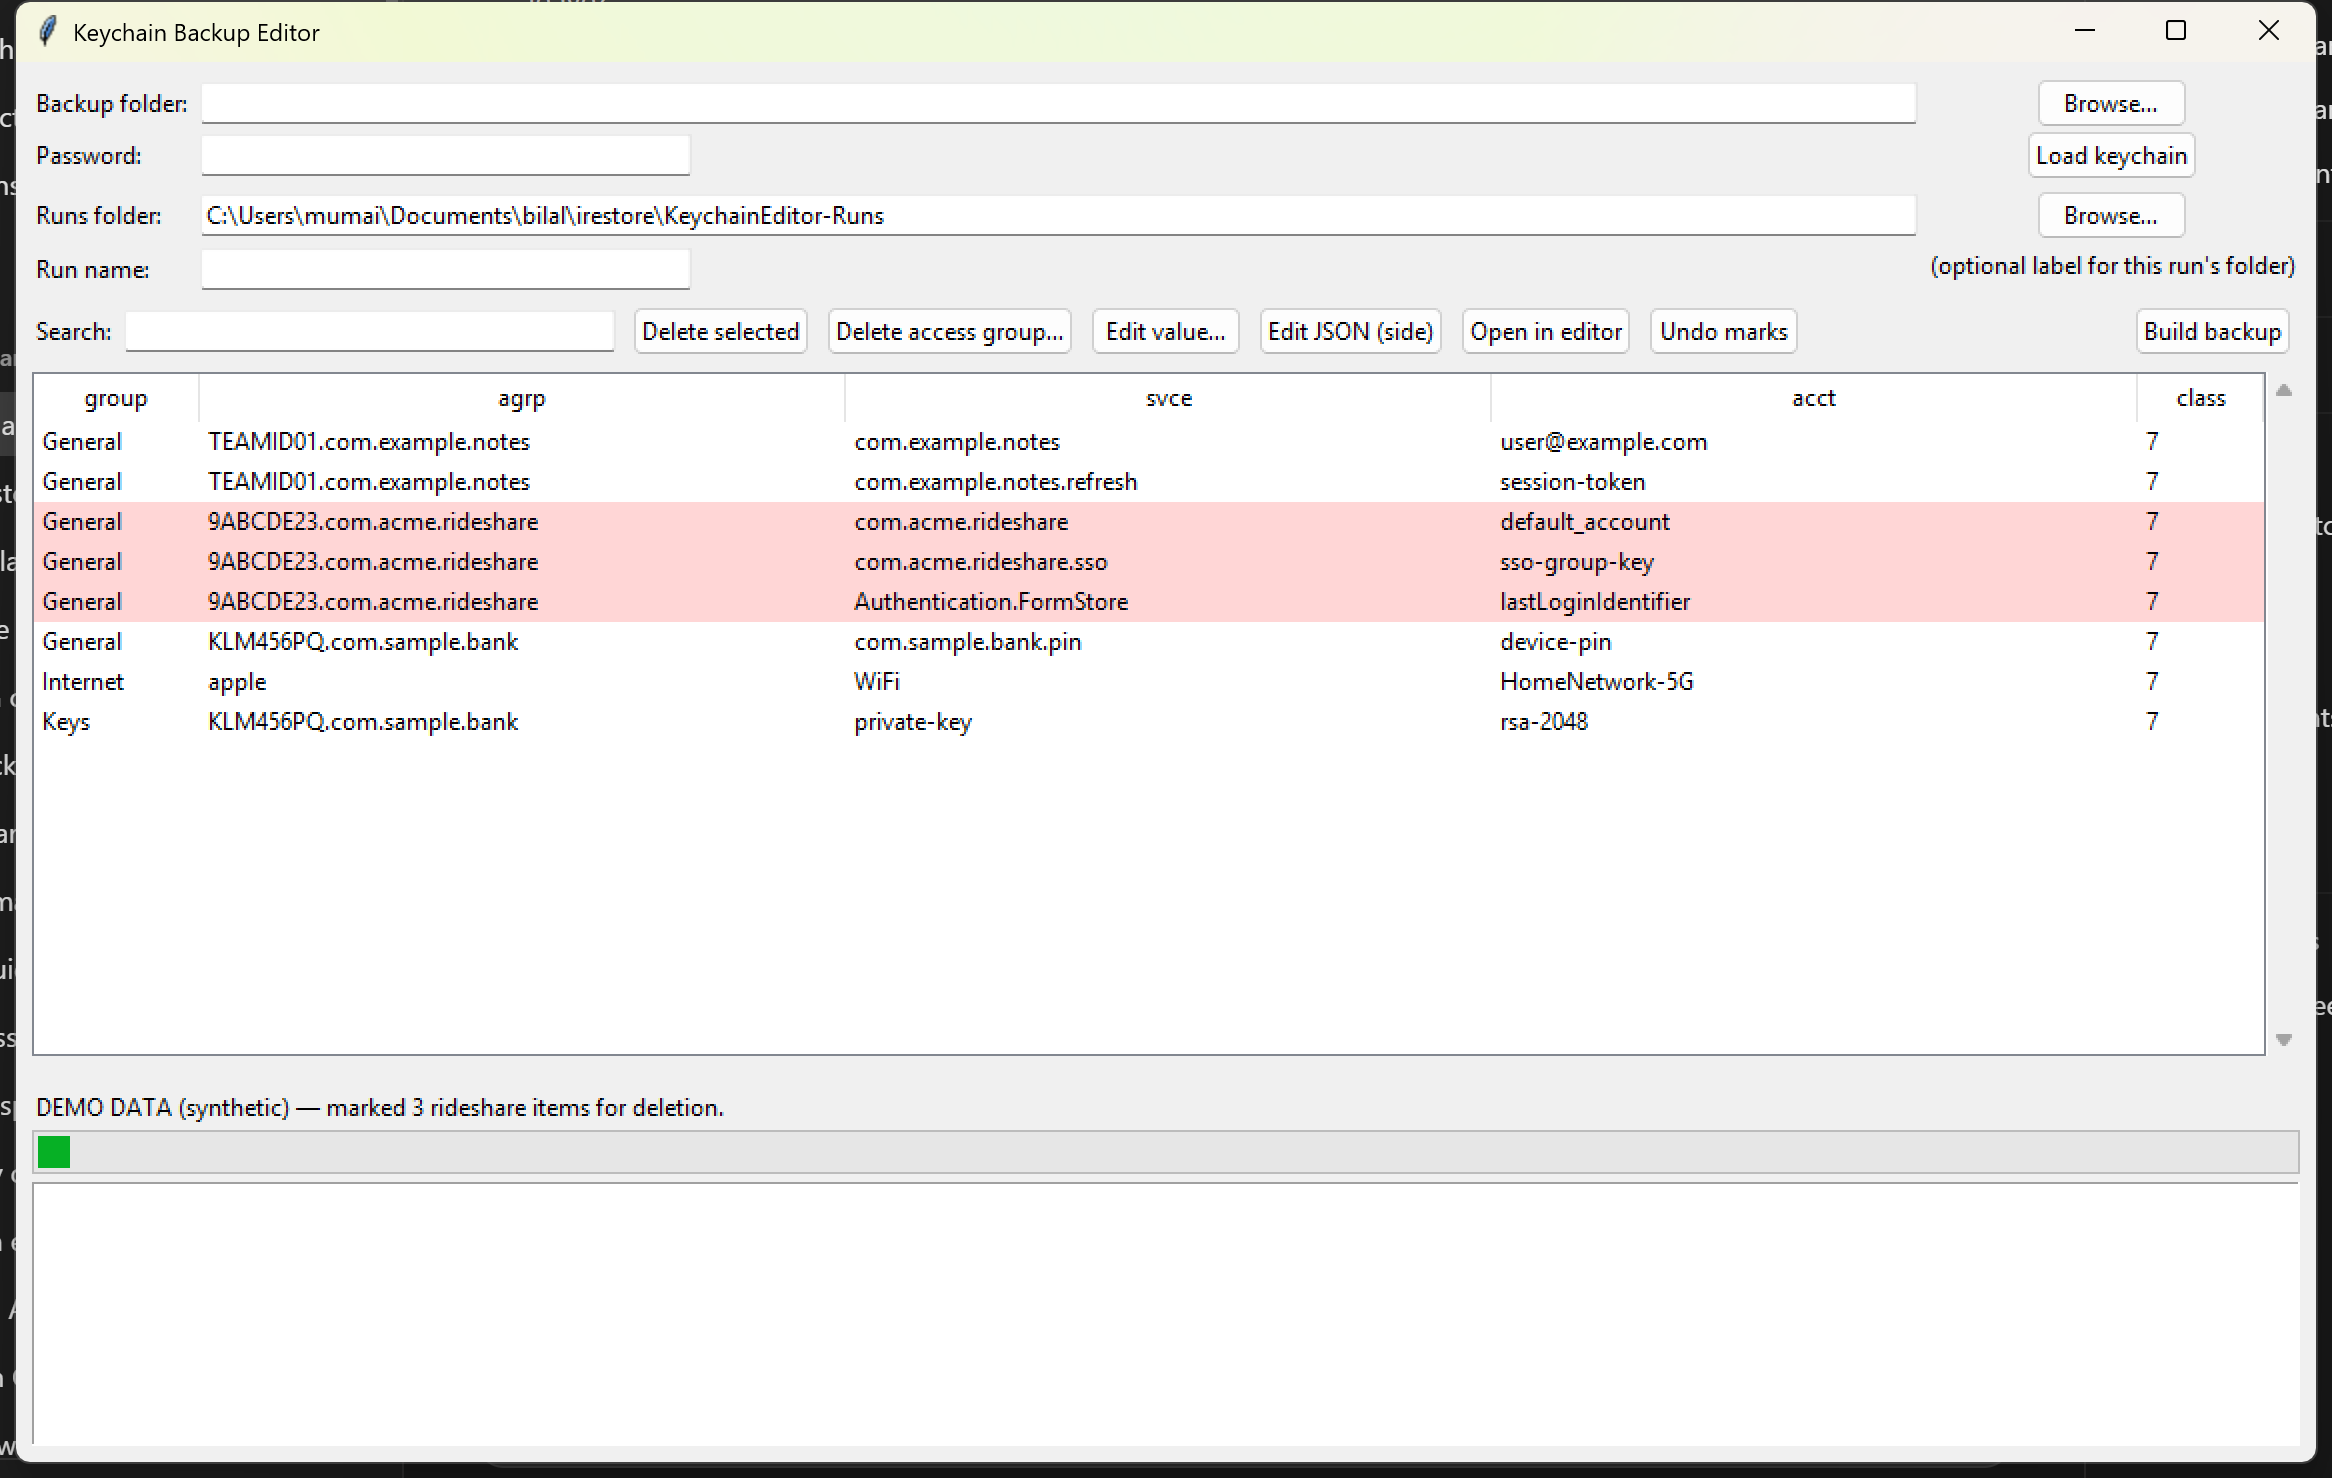 Keychain Backup Editor
Backup folder: Browse...
Password: Load keychain
Runs folder: C:\Users\mumai\Documents\bilal\irestore\KeychainEditor-Runs Browse...
Run name: (optional label for this run's folder)
Search: Delete selected Delete access group... Edit value... Edit JSON (side) Open in editor Undo marks Build backup
group agrp svce acct class
General TEAMID01.com.example.notes com.example.notes user@example.com 7
General TEAMID01.com.example.notes com.example.notes.refresh session-token 7
General 9ABCDE23.com.acme.rideshare com.acme.rideshare default_account 7
General 9ABCDE23.com.acme.rideshare com.acme.rideshare.sso sso-group-key 7
General 9ABCDE23.com.acme.rideshare Authentication.FormStore lastLoginIdentifier 7
General KLM456PQ.com.sample.bank com.sample.bank.pin device-pin 7
Internet apple WiFi HomeNetwork-5G 7
Keys KLM456PQ.com.sample.bank private-key rsa-2048 7
DEMO DATA (synthetic) — marked 3 rideshare items for deletion.